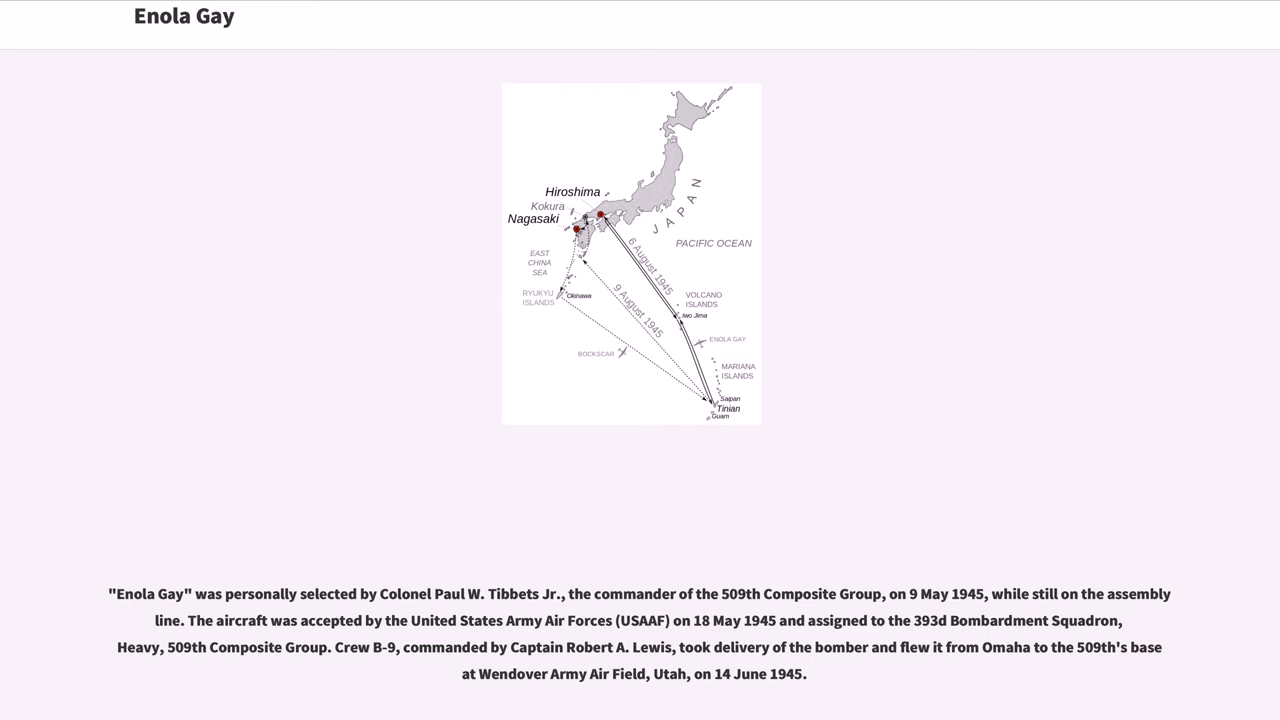 Enola Gay
Hiroshima
Kokura
Nagasaki
JAPAN
PACIFIC OCEAN
EAST
CHINA
SEA
6 August 1945
9 August 1945
RYUKYU
ISLANDS
Okinawa
VOLCANO
ISLANDS
Iwo Jima
ENOLA GAY
BOCKSCAR
MARIANA
ISLANDS
Saipan
Tinian
Guam
"Enola Gay" was personally selected by Colonel Paul W. Tibbets Jr., the commander of the 509th Composite Group, on 9 May 1945, while still on the assembly
line. The aircraft was accepted by the United States Army Air Forces (USAAF) on 18 May 1945 and assigned to the 393d Bombardment Squadron,
Heavy, 509th Composite Group. Crew B-9, commanded by Captain Robert A. Lewis, took delivery of the bomber and flew it from Omaha to the 509th's base
at Wendover Army Air Field, Utah, on 14 June 1945.